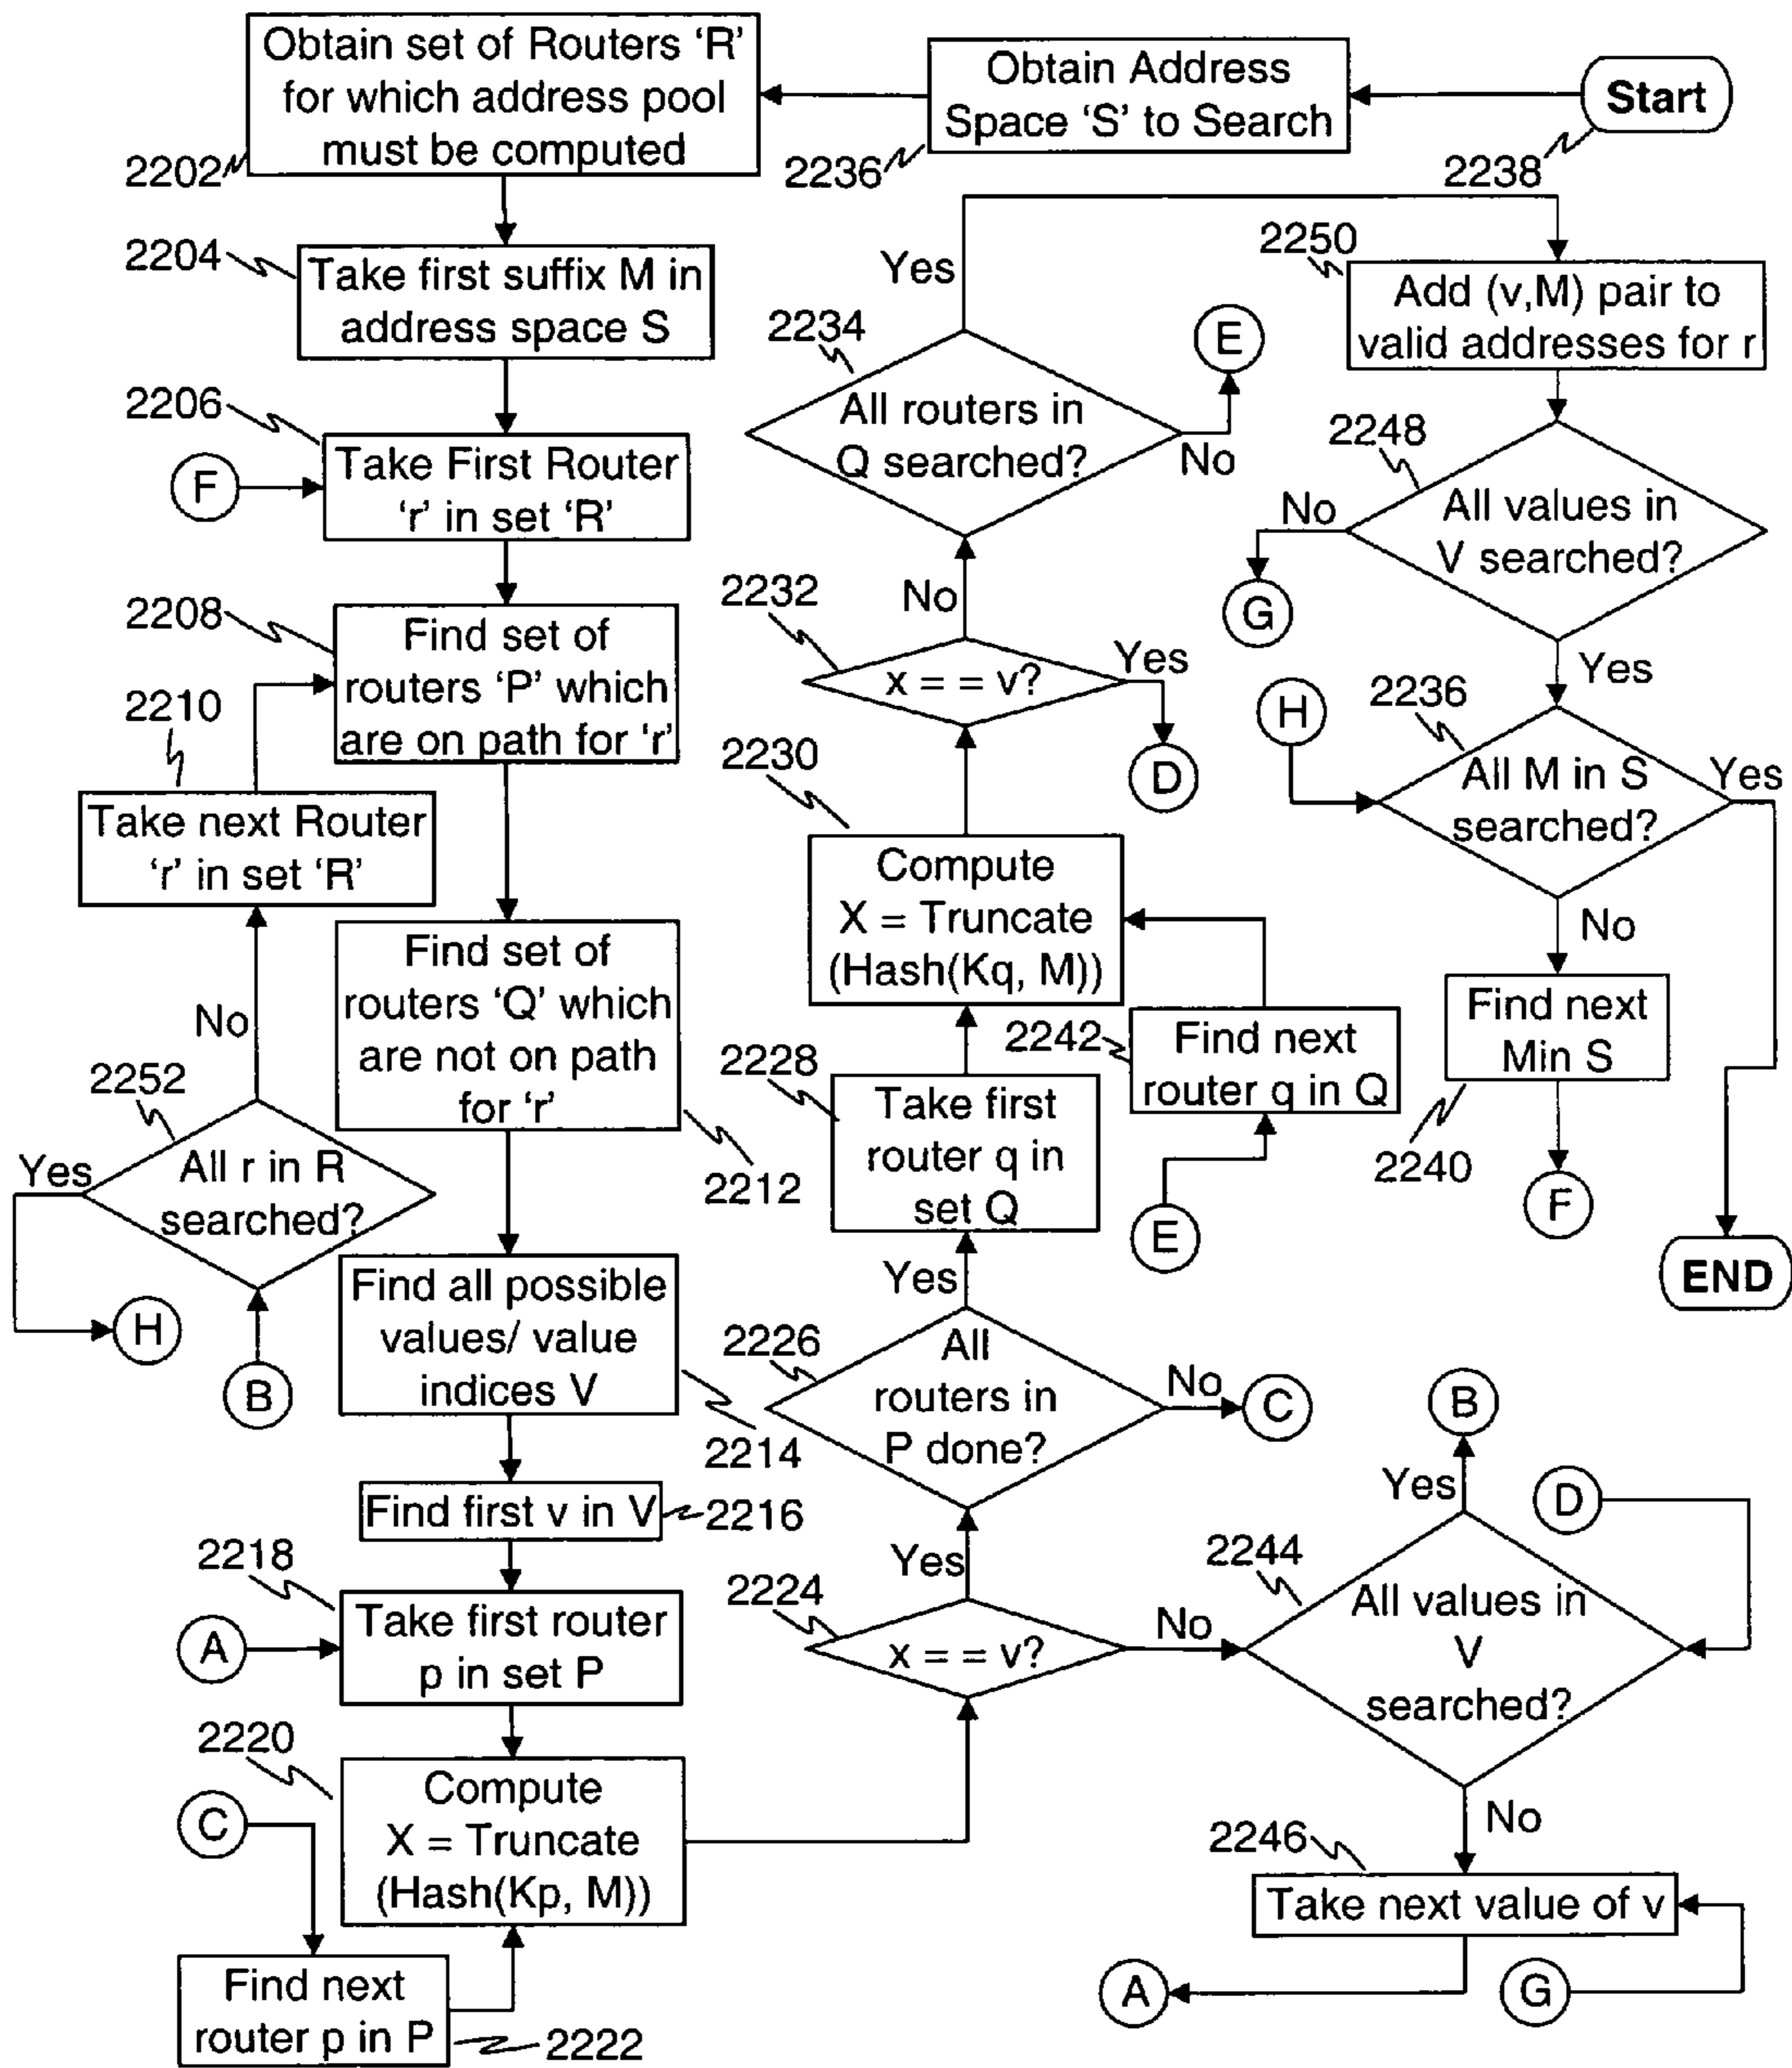 Start
2238
Obtain Address
Space ‘S’ to Search
2236
Obtain set of Routers ‘R’
for which address pool
must be computed
2202
2204
Take first suffix M in
address space S
2206
F
Take First Router
‘r’ in set ‘R’
2208
Find set of
routers ‘P’ which
are on path for ‘r’
2210
Take next Router
‘r’ in set ‘R’
No
2252
Yes
All r in R
searched?
H
B
Find set of
routers ‘Q’ which
are not on path
for ‘r’
2212
Find all possible
values/ value
indices V
2214
Find first v in V
2216
2218
A
Take first router
p in set P
2220
Compute
X = Truncate
(Hash(Kp, M))
C
Find next
router p in P
2222
2224
x = = v?
Yes
No
2226
All
routers in
P done?
No
C
Yes
2228
Take first
router q in
set Q
2230
Compute
X = Truncate
(Hash(Kq, M))
2242
Find next
router q in Q
E
2232
x = = v?
Yes
D
No
2234
All routers in
Q searched?
No
E
Yes
2250
Add (v,M) pair to
valid addresses for r
2248
All values in
V searched?
No
G
Yes
2236
H
All M in S
searched?
Yes
No
Find next
Min S
2240
F
END
B
Yes
D
2244
All values in
V
searched?
No
2246
Take next value of v
A
G